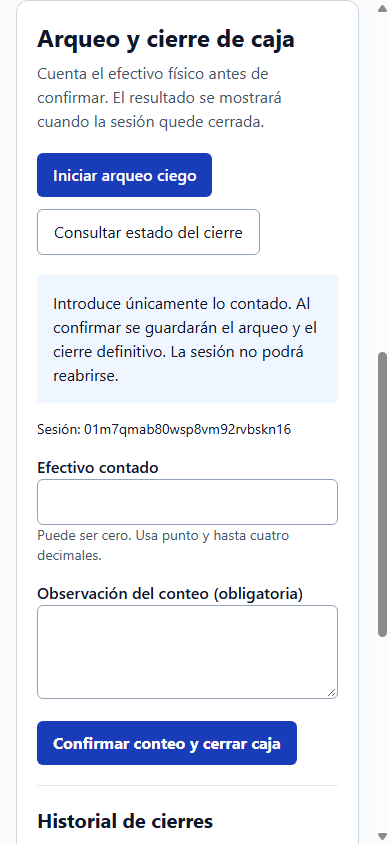 Arqueo y cierre de caja
Cuenta el efectivo físico antes de
confirmar. El resultado se mostrará
cuando la sesión quede cerrada.
Iniciar arqueo ciego
Consultar estado del cierre
Introduce únicamente lo contado. Al
confirmar se guardarán el arqueo y el
cierre definitivo. La sesión no podrá
reabrirse.
Sesión: 01m7qmab80wsp8vm92rvbskn16
Efectivo contado
Puede ser cero. Usa punto y hasta cuatro
decimales.
Observación del conteo (obligatoria)
Confirmar conteo y cerrar caja
Historial de cierres